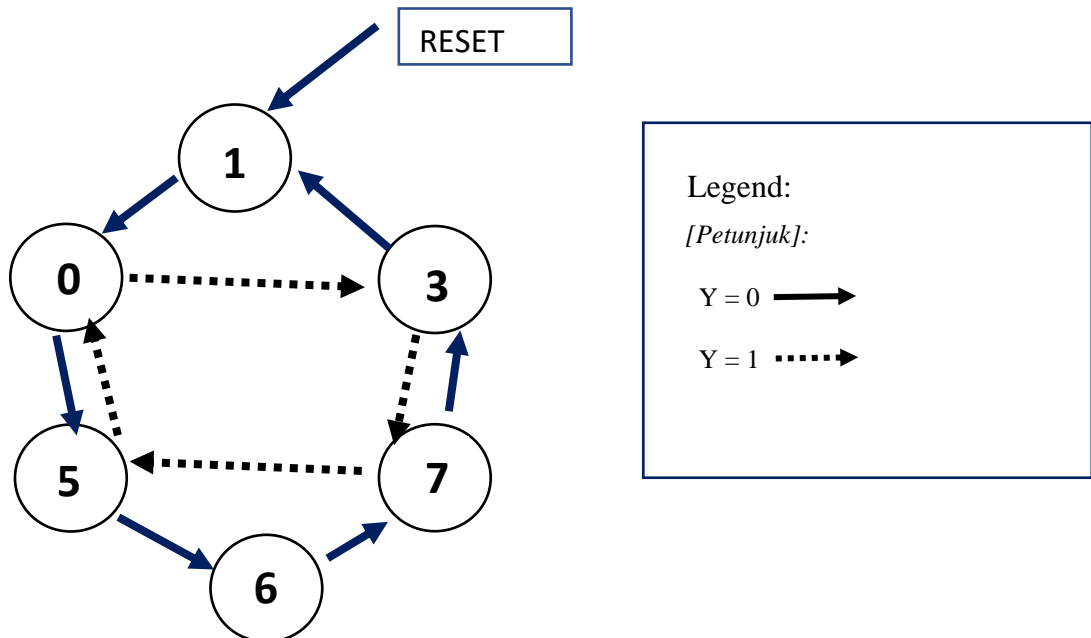 RESET
1
0
3
5
7
6
Legend:
[Petunjuk]:
Y = 0
Y = 1